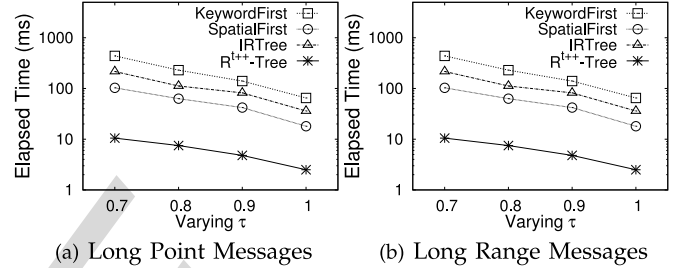 Elapsed Time (ms)
1000
100
10
1
KeywordFirst
SpatialFirst
IRTree
R^t++-Tree
0.7 0.8 0.9 1
Varying τ
(a) Long Point Messages
Elapsed Time (ms)
1000
100
10
1
KeywordFirst
SpatialFirst
IRTree
R^t++-Tree
0.7 0.8 0.9 1
Varying τ
(b) Long Range Messages